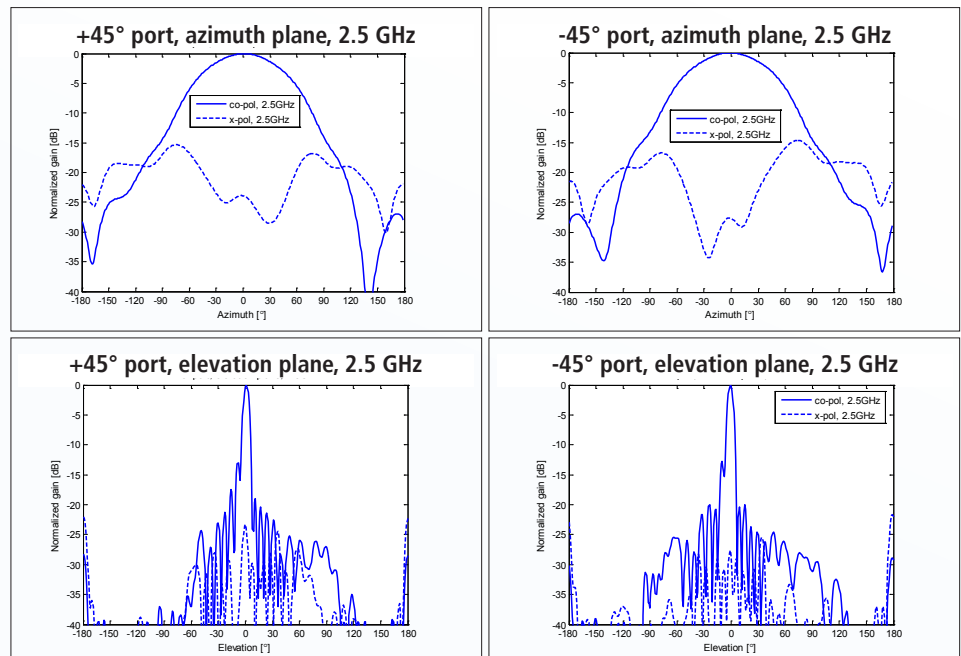 +45° port, azimuth plane, 2.5 GHz
0
-5
-10
-15
-20
-25
-30
-35
-40
Normalized gain [dB]
co-pol, 2.5GHz
x-pol, 2.5GHz
-180 -150 -120 -90 -60 -30 0 30 60 90 120 150 180
Azimuth [°]
-45° port, azimuth plane, 2.5 GHz
0
-5
-10
-15
-20
-25
-30
-35
-40
Normalized gain [dB]
co-pol, 2.5GHz
x-pol, 2.5GHz
-180 -150 -120 -90 -60 -30 0 30 60 90 120 150 180
Azimuth [°]
+45° port, elevation plane, 2.5 GHz
0
-5
-10
-15
-20
-25
-30
-35
-40
Normalized gain [dB]
-180 -150 -120 -90 -60 -30 0 30 60 90 120 150 180
Elevation [°]
-45° port, elevation plane, 2.5 GHz
0
-5
-10
-15
-20
-25
-30
-35
-40
Normalized gain [dB]
co-pol, 2.5GHz
x-pol, 2.5GHz
-180 -150 -120 -90 -60 -30 0 30 60 90 120 150 180
Elevation [°]